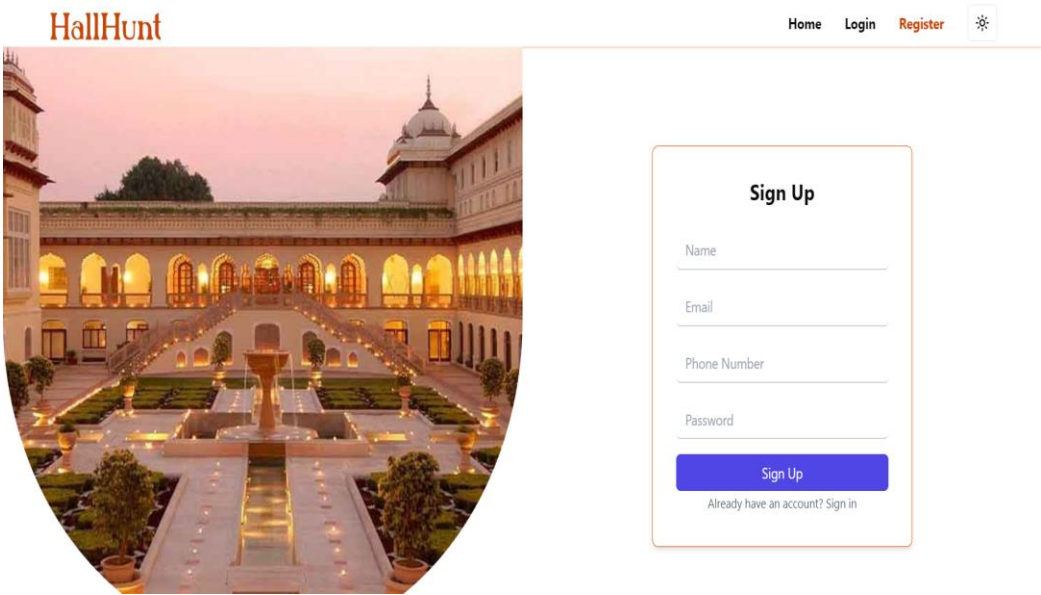 HallHunt
Home Login Register
Sign Up
Name
Email
Phone Number
Password
Sign Up
Already have an account? Sign in